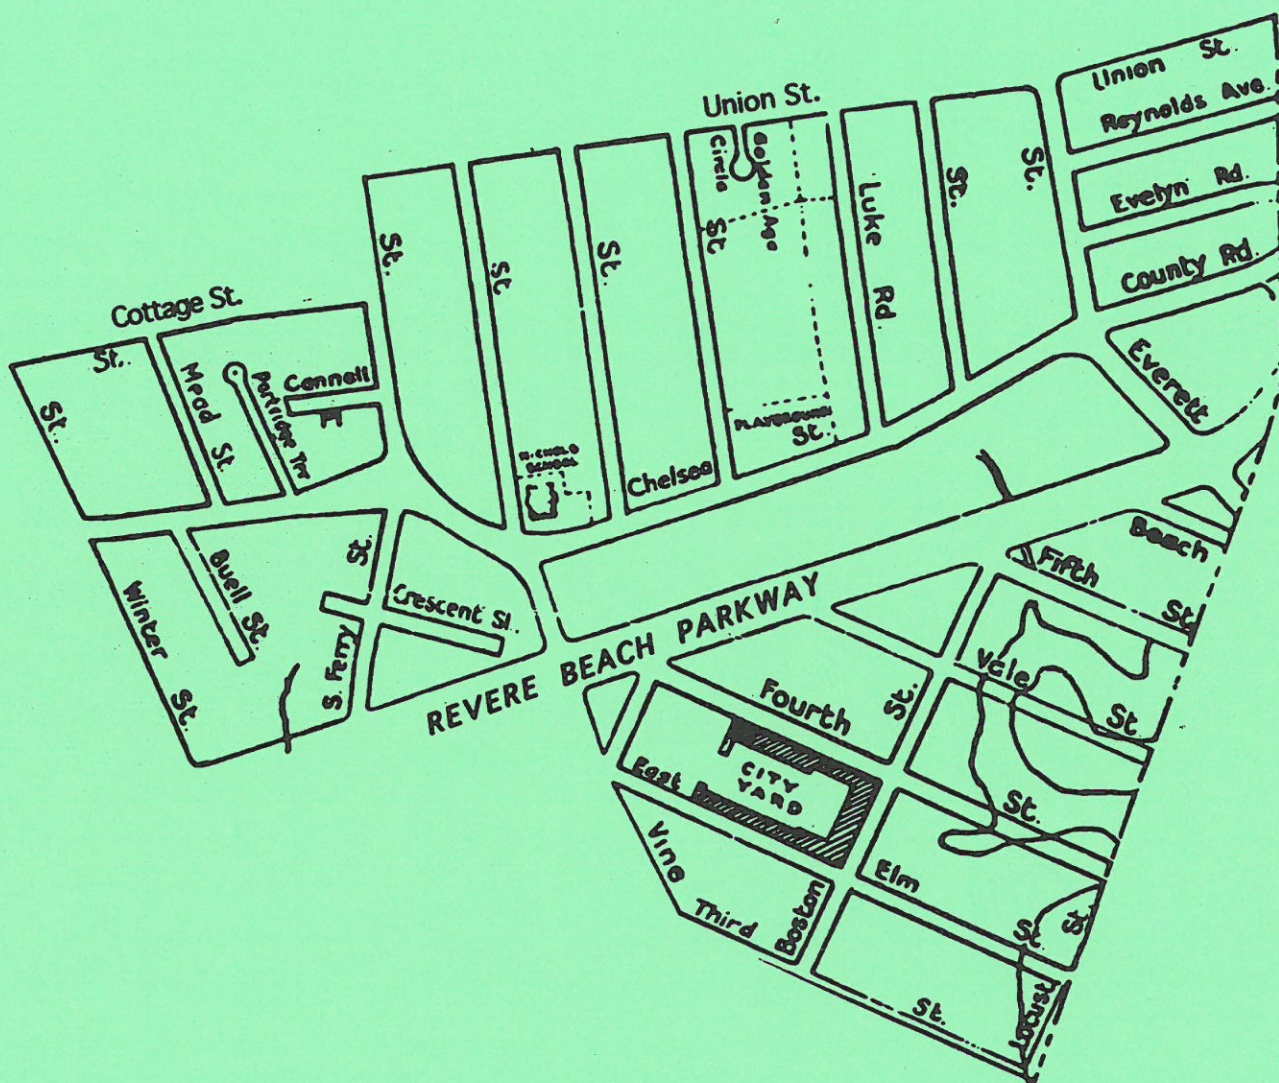 Union St.
Union St.
Reynolds Ave.
Evelyn Rd.
County Rd.
Everett
Golden Age
Circle
St
Luke
Rd
St.
St.
St.
St
St.
Cottage St.
St.
St.
Mead
St.
Partridge Ter
Connell
NICHOLS
SCHOOL
Chelsea
PLAYGROUND
St.
Winter
St.
Buell St.
St.
S. Ferry
Crescent St.
REVERE BEACH PARKWAY
Beach
St.
Fifth
Vale
St
Fourth
St.
St.
CITY
YARD
East
Elm
St.
St.
Vine
Third
Boston
St.
Locust